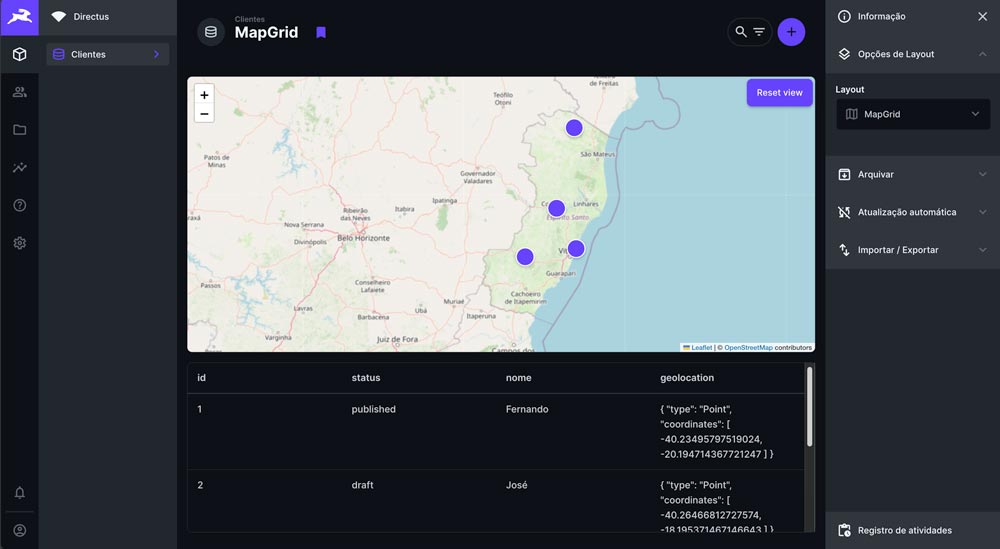 Directus
Clientes
Clientes
MapGrid
Informação
Opções de Layout
Layout
MapGrid
Arquivar
Atualização automática
Importar / Exportar
Registro de atividades
+
−
Reset view
Teófilo
Otoni
de Freitas
São Mateus
Patos de
Minas
Governador
Valadares
Ipatinga
Itabira
Ribeirão
das Neves
Nova Serrana
Belo Horizonte
Divinópolis
Linhares
Espírito Santo
Guarapari
Passos
Conselheiro
Lafaiete
Cachoeiro
de Itapemirim
Muriaé
Ubá
Lavras
Barbacena
Itaperuna
Varginha
Juiz de Fora
Campos dos
Leaflet | © OpenStreetMap contributors
id status nome geolocation
1 published Fernando { "type": "Point",
"coordinates": [
-40.23495797519024,
-20.194714367721247 ] }
2 draft José { "type": "Point",
"coordinates": [
-40.26466812727574,
-18.195371467146643 ] }